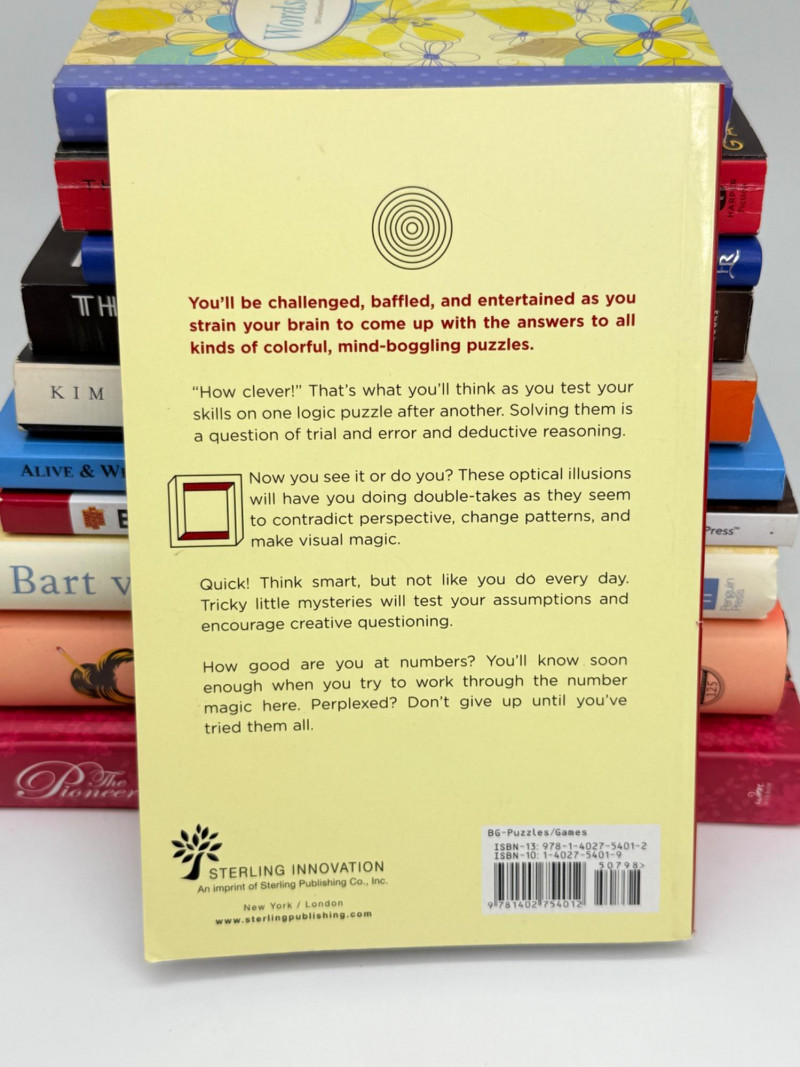 Words
You'll be challenged, baffled, and entertained as you
strain your brain to come up with the answers to all
kinds of colorful, mind-boggling puzzles.
“How clever!” That’s what you’ll think as you test your
skills on one logic puzzle after another. Solving them is
a question of trial and error and deductive reasoning.
Now you see it or do you? These optical illusions
will have you doing double-takes as they seem
to contradict perspective, change patterns, and
make visual magic.
Quick! Think smart, but not like you do every day.
Tricky little mysteries will test your assumptions and
encourage creative questioning.
How good are you at numbers? You’ll know soon
enough when you try to work through the number
magic here. Perplexed? Don’t give up until you’ve
tried them all.
STERLING INNOVATION
An imprint of Sterling Publishing Co., Inc.
New York / London
www.sterlingpublishing.com
BG-Puzzles/Games
ISBN-13: 978-1-4027-5401-2
ISBN-10: 1-4027-5401-9
50798>
9 781402 754012
TH
KIM
ALIVE & W
Bart v
The
Pioneer
HARPER
Press™
Penguin
Press
125